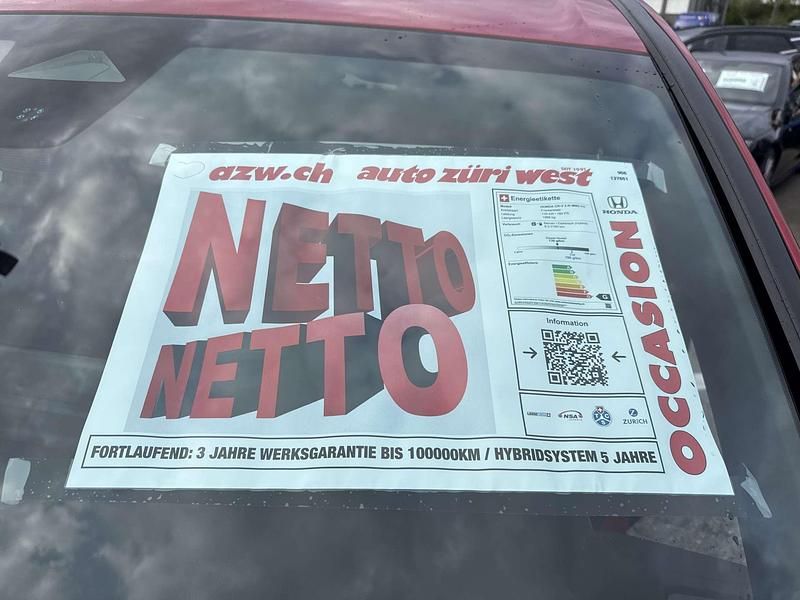 azw.ch auto züri west
NETTO
NETTO
Energieetikette
HONDA
Information
OCCASION
NSA
ZURICH
FORTLAUFEND: 3 JAHRE WERKSGARANTIE BIS 100000KM / HYBRIDSYSTEM 5 JAHRE